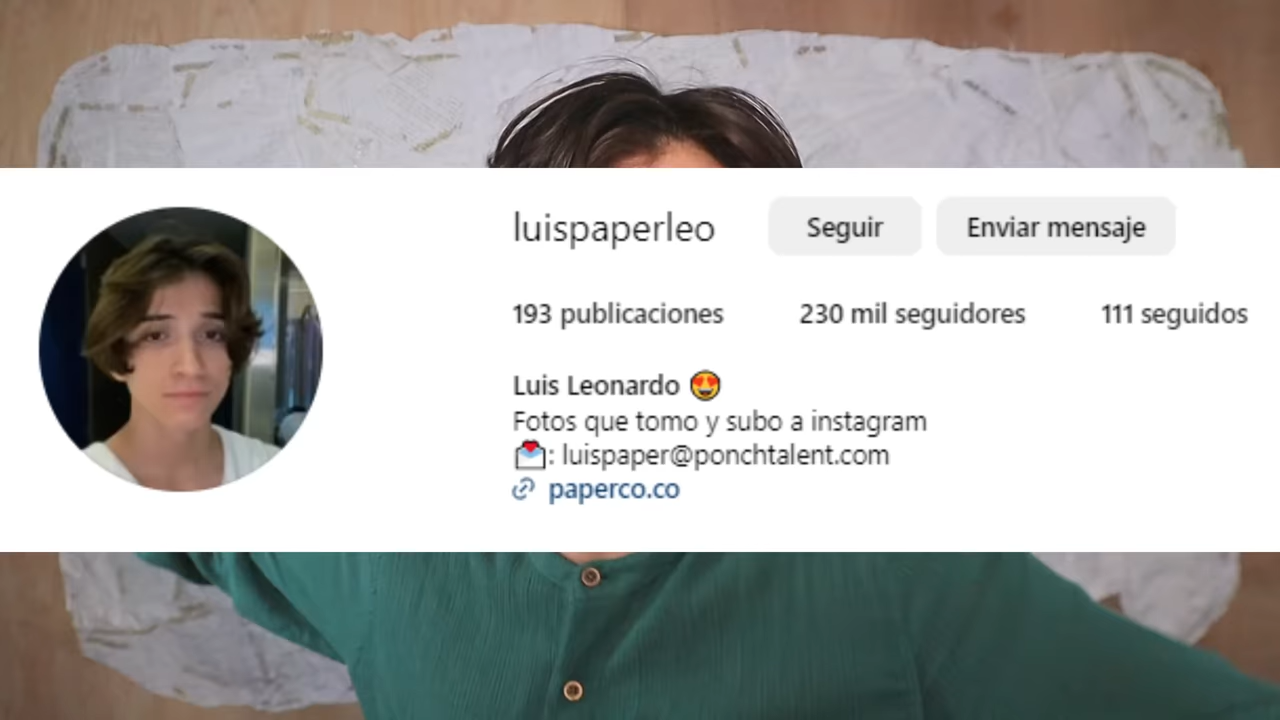 luispaperleo Seguir Enviar mensaje
193 publicaciones 230 mil seguidores 111 seguidos
Luis Leonardo 😍
Fotos que tomo y subo a instagram
💌: luispaper@ponchtalent.com
paperco.co